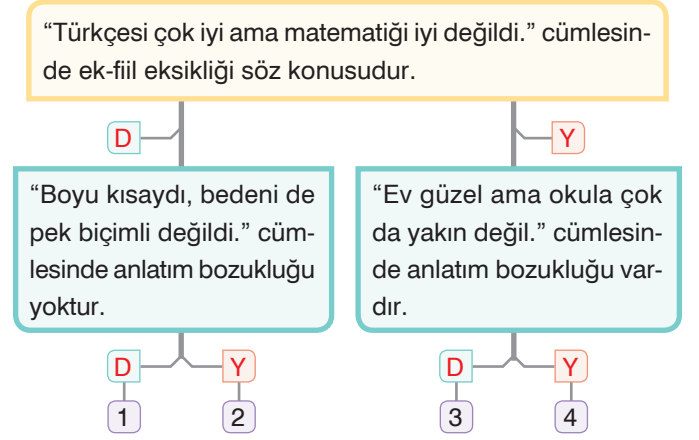 “Türkçesi çok iyi ama matematiği iyi değildi.” cümlesin-
de ek-fiil eksikliği söz konusudur.
D
Y
“Boyu kısaydı, bedeni de
pek biçimli değildi.” cüm-
lesinde anlatım bozukluğu
yoktur.
“Ev güzel ama okula çok
da yakın değil.” cümlesin-
de anlatım bozukluğu var-
dır.
D
Y
D
Y
1
2
3
4